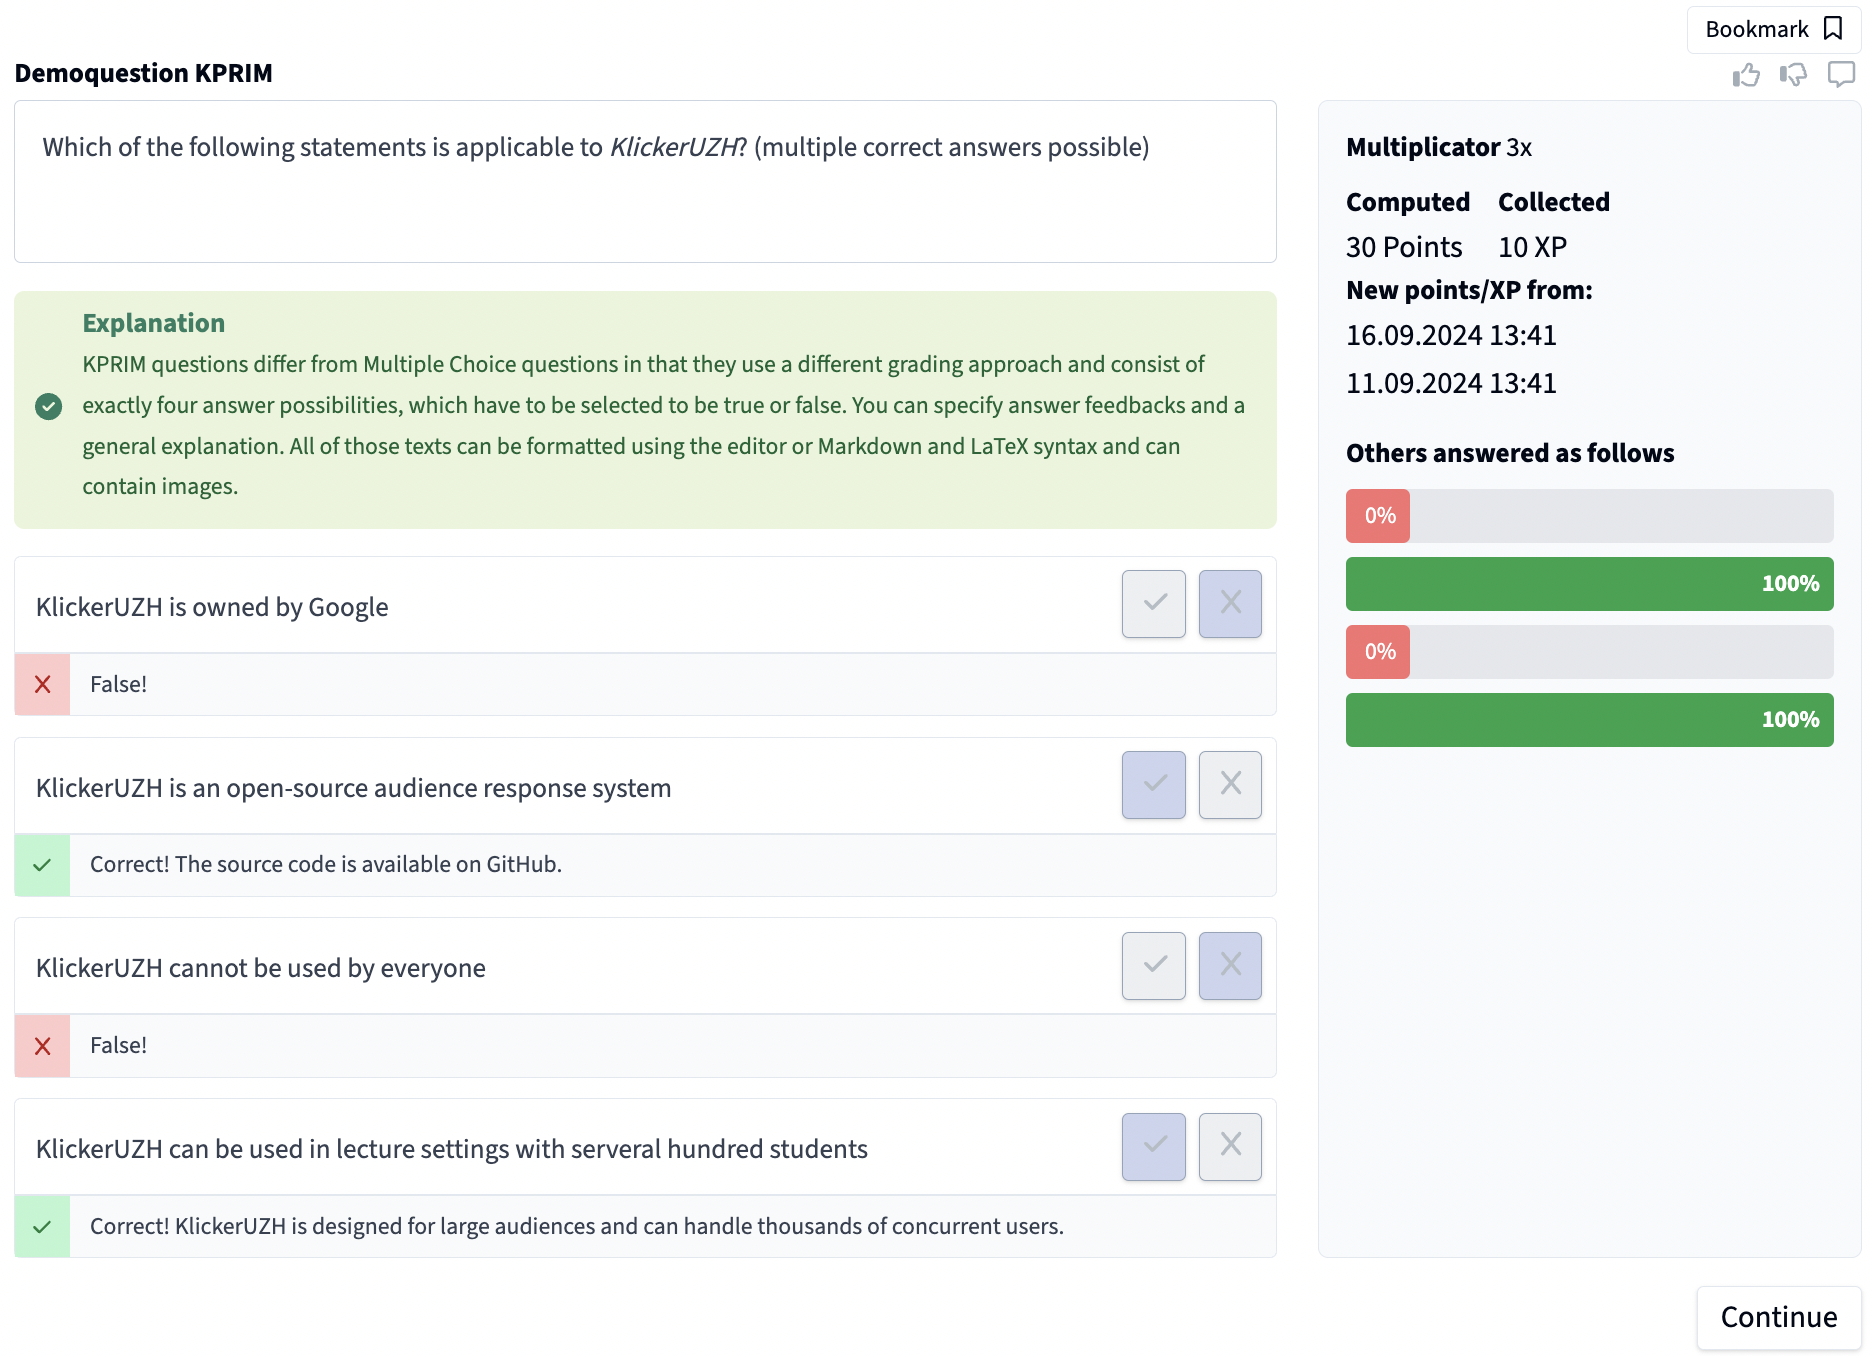 Bookmark
Demoquestion KPRIM
Which of the following statements is applicable to KlickerUZH? (multiple correct answers possible)
Explanation
KPRIM questions differ from Multiple Choice questions in that they use a different grading approach and consist of
exactly four answer possibilities, which have to be selected to be true or false. You can specify answer feedbacks and a
general explanation. All of those texts can be formatted using the editor or Markdown and LaTeX syntax and can
contain images.
KlickerUZH is owned by Google
False!
KlickerUZH is an open-source audience response system
Correct! The source code is available on GitHub.
KlickerUZH cannot be used by everyone
False!
KlickerUZH can be used in lecture settings with serveral hundred students
Correct! KlickerUZH is designed for large audiences and can handle thousands of concurrent users.
Multiplicator 3x
Computed Collected
30 Points 10 XP
New points/XP from:
16.09.2024 13:41
11.09.2024 13:41
Others answered as follows
0%
100%
0%
100%
Continue